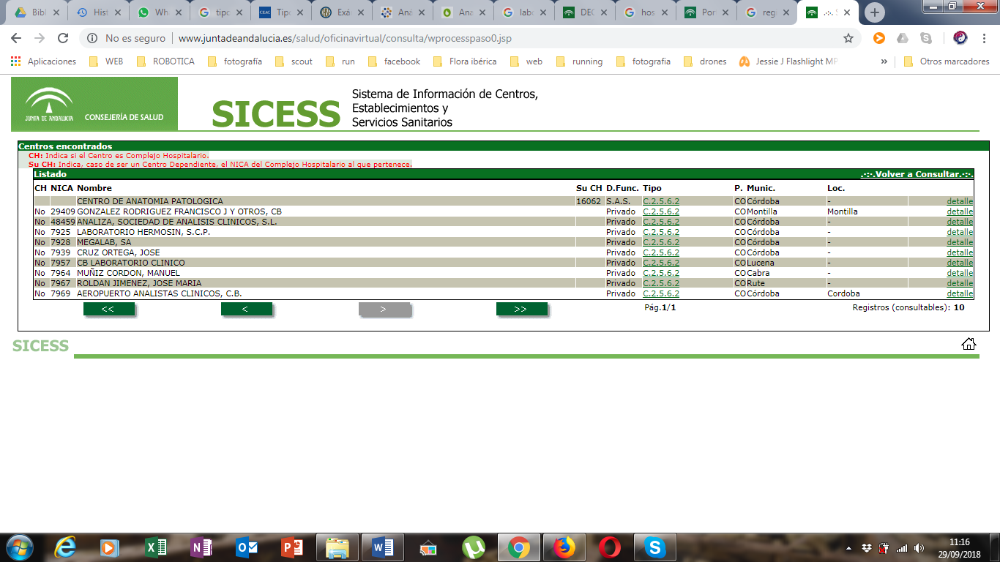 Bibl
Hist
Wh
tipo
CEAC Tipo
Exá
Aná
Ana
labo
DEC
hos
Por
reg
.·:·. S
No es seguro | www.juntadeandalucia.es/salud/oficinavirtual/consulta/wprocesspaso0.jsp
Aplicaciones WEB ROBOTICA fotografía scout run facebook Flora ibérica web running fotografia drones Jessie J Flashlight MP » Otros marcadores
JUNTA DE ANDALUCIA CONSEJERÍA DE SALUD
SICESS
Sistema de Información de Centros,
Establecimientos y
Servicios Sanitarios
Centros encontrados
CH: Indica si el Centro es Complejo Hospitalario.
Su CH: Indica, caso de ser un Centro Dependiente, el NICA del Complejo Hospitalario al que pertenece.
Listado .·:·.Volver a Consultar.·:·.
CH NICA Nombre Su CH D.Func. Tipo P. Munic. Loc.
CENTRO DE ANATOMIA PATOLOGICA 16062 S.A.S. C.2.5.6.2 CO Córdoba - detalle
No 29409 GONZALEZ RODRIGUEZ FRANCISCO J Y OTROS, CB Privado C.2.5.6.2 CO Montilla Montilla detalle
No 48459 ANALIZA, SOCIEDAD DE ANALISIS CLINICOS, S.L. Privado C.2.5.6.2 CO Córdoba - detalle
No 7925 LABORATORIO HERMOSIN, S.C.P. Privado C.2.5.6.2 CO Córdoba - detalle
No 7928 MEGALAB, SA Privado C.2.5.6.2 CO Córdoba - detalle
No 7939 CRUZ ORTEGA, JOSE Privado C.2.5.6.2 CO Córdoba - detalle
No 7957 CB LABORATORIO CLINICO Privado C.2.5.6.2 CO Lucena - detalle
No 7964 MUÑIZ CORDON, MANUEL Privado C.2.5.6.2 CO Cabra - detalle
No 7967 ROLDAN JIMENEZ, JOSE MARIA Privado C.2.5.6.2 CO Rute - detalle
No 7969 AEROPUERTO ANALISTAS CLINICOS, C.B. Privado C.2.5.6.2 CO Córdoba Cordoba detalle
<< < > >> Pág.1/1 Registros (consultables): 10
SICESS
11:16
29/09/2018